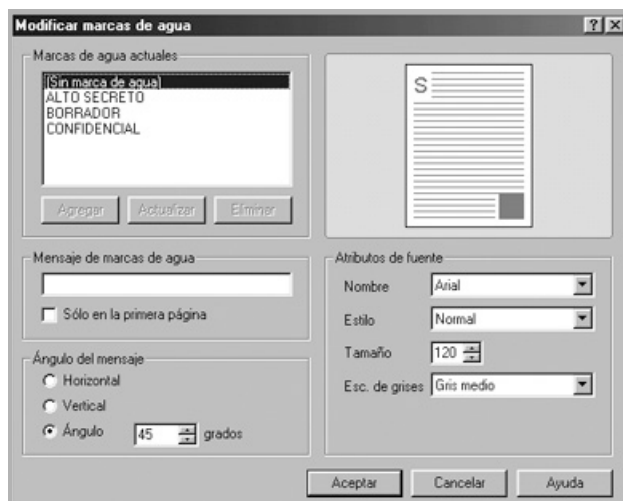 Modificar marcas de agua
Marcas de agua actuales
(Sin marca de agua)
ALTO SECRETO
BORRADOR
CONFIDENCIAL
Agregar Actualizar Eliminar
S
Mensaje de marcas de agua
Sólo en la primera página
Ángulo del mensaje
Horizontal
Vertical
Ángulo 45 grados
Atributos de fuente
Nombre Arial
Estilo Normal
Tamaño 120
Esc. de grises Gris medio
Aceptar Cancelar Ayuda